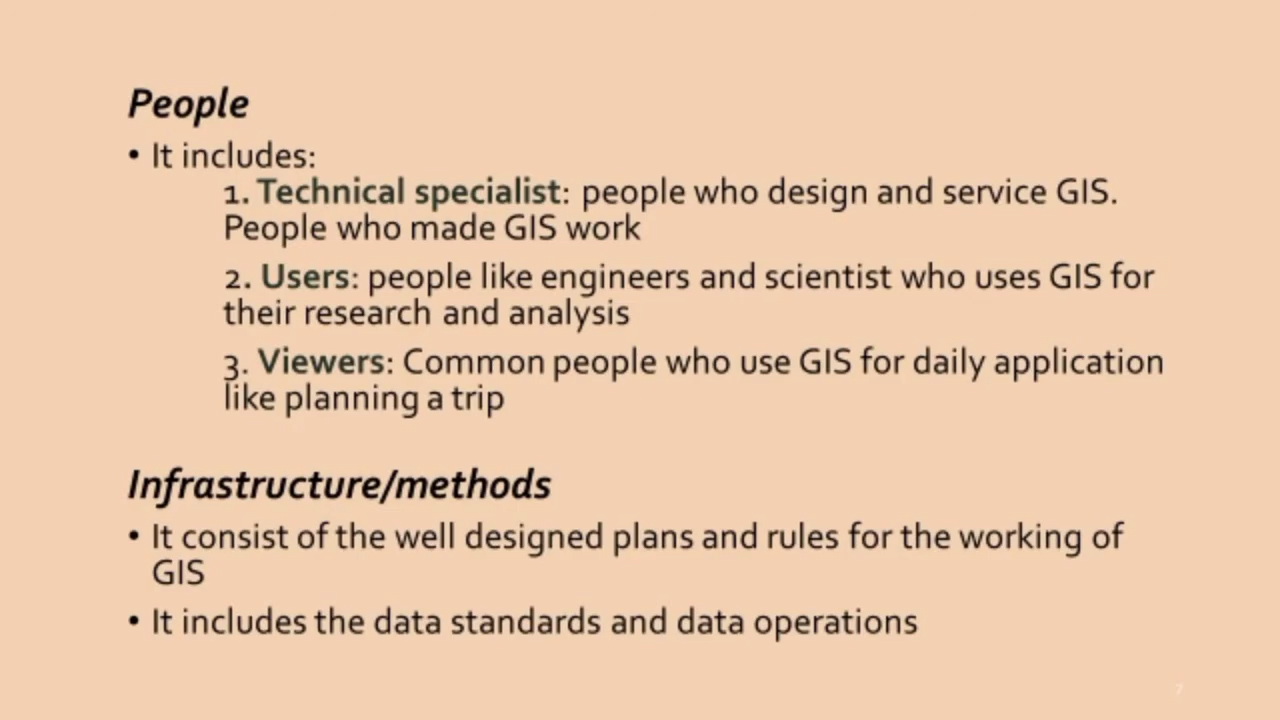 People
• It includes:
1. Technical specialist: people who design and service GIS.
People who made GIS work
2. Users: people like engineers and scientist who uses GIS for
their research and analysis
3. Viewers: Common people who use GIS for daily application
like planning a trip
Infrastructure/methods
• It consist of the well designed plans and rules for the working of
GIS
• It includes the data standards and data operations
7